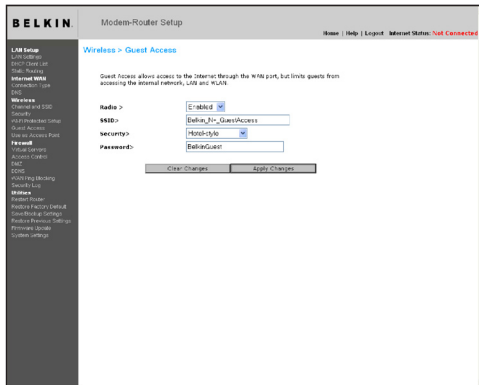 BELKIN.
Modem-Router Setup
Home | Help | Logout Internet Status: Not Connected
LAN Setup
LAN Settings
DHCP Client List
Static Routing
Internet WAN
Connection Type
DNS
Wireless
Channel and SSID
Security
Wi-Fi Protected Setup
Guest Access
Use as Access Point
Firewall
Virtual Servers
Access Control
DMZ
DDNS
WAN Ping Blocking
Security Log
Utilities
Restart Router
Restore Factory Default
Save/Backup Settings
Restore Previous Settings
Firmware Update
System Settings
Wireless > Guest Access
Guest Access allows access to the Internet through the WAN port, but limits guests from
accessing the internal network, LAN and WLAN.
Radio > Enabled
SSID> Belkin_N+_GuestAccess
Security> Hotel-style
Password> BelkinGuest
Clear Changes Apply Changes